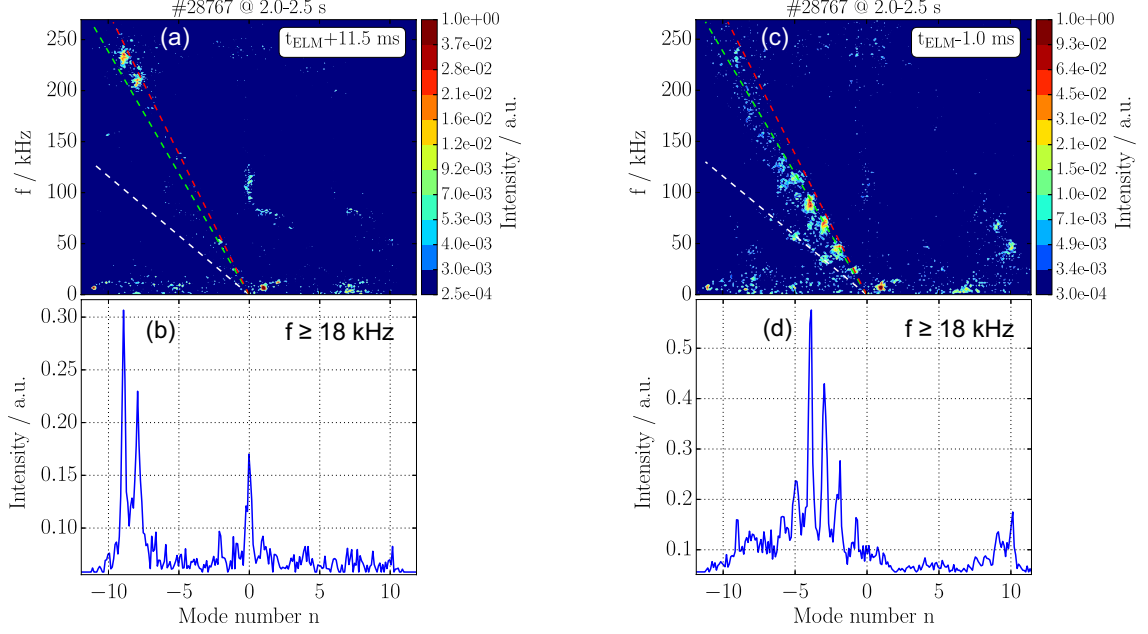 #28767 @ 2.0-2.5 s
(a)
t_ELM+11.5 ms
f / kHz
250
200
150
100
50
0
1.0e+00
3.7e-02
2.8e-02
2.1e-02
1.6e-02
1.2e-02
9.2e-03
7.0e-03
5.3e-03
4.0e-03
3.0e-03
2.5e-04
Intensity / a.u.
(b)
f ≥ 18 kHz
Intensity / a.u.
0.30
0.25
0.20
0.15
0.10
−10
−5
0
5
10
Mode number n
#28767 @ 2.0-2.5 s
(c)
t_ELM-1.0 ms
f / kHz
250
200
150
100
50
0
1.0e+00
9.3e-02
6.5e-02
4.5e-02
3.1e-02
2.1e-02
1.5e-02
1.0e-02
7.1e-03
4.9e-03
3.4e-03
3.0e-04
Intensity / a.u.
(d)
f ≥ 18 kHz
Intensity / a.u.
0.5
0.4
0.3
0.2
0.1
−10
−5
0
5
10
Mode number n